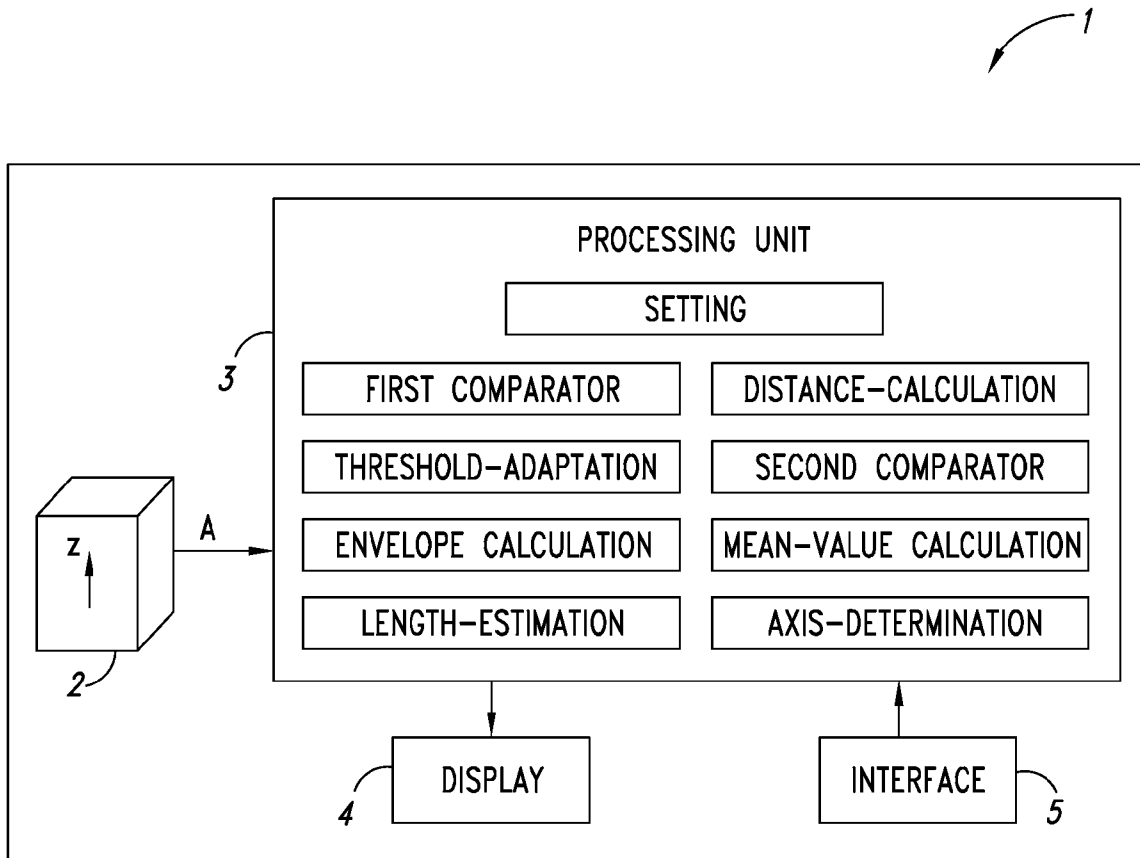 1
PROCESSING UNIT
SETTING
3
FIRST COMPARATOR
DISTANCE-CALCULATION
THRESHOLD-ADAPTATION
SECOND COMPARATOR
z
A
ENVELOPE CALCULATION
MEAN-VALUE CALCULATION
LENGTH-ESTIMATION
AXIS-DETERMINATION
2
DISPLAY
4
INTERFACE
5